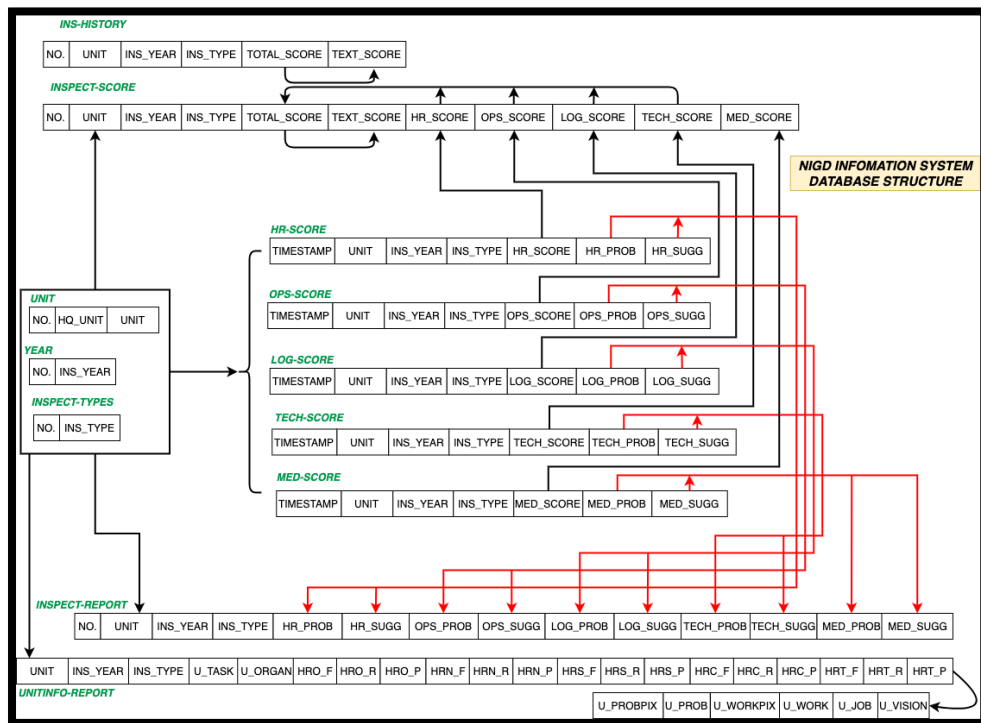 INS-HISTORY
NO. UNIT INS_YEAR INS_TYPE TOTAL_SCORE TEXT_SCORE
INSPECT-SCORE
NO. UNIT INS_YEAR INS_TYPE TOTAL_SCORE TEXT_SCORE HR_SCORE OPS_SCORE LOG_SCORE TECH_SCORE MED_SCORE
NIGD INFOMATION SYSTEM
DATABASE STRUCTURE
HR-SCORE
TIMESTAMP UNIT INS_YEAR INS_TYPE HR_SCORE HR_PROB HR_SUGG
OPS-SCORE
TIMESTAMP UNIT INS_YEAR INS_TYPE OPS_SCORE OPS_PROB OPS_SUGG
UNIT
NO. HQ_UNIT UNIT
YEAR
NO. INS_YEAR
INSPECT-TYPES
NO. INS_TYPE
LOG-SCORE
TIMESTAMP UNIT INS_YEAR INS_TYPE LOG_SCORE LOG_PROB LOG_SUGG
TECH-SCORE
TIMESTAMP UNIT INS_YEAR INS_TYPE TECH_SCORE TECH_PROB TECH_SUGG
MED-SCORE
TIMESTAMP UNIT INS_YEAR INS_TYPE MED_SCORE MED_PROB MED_SUGG
INSPECT-REPORT
NO. UNIT INS_YEAR INS_TYPE HR_PROB HR_SUGG OPS_PROB OPS_SUGG LOG_PROB LOG_SUGG TECH_PROB TECH_SUGG MED_PROB MED_SUGG
UNIT INS_YEAR INS_TYPE U_TASK U_ORGAN HRO_F HRO_R HRO_P HRN_F HRN_R HRN_P HRS_F HRS_R HRS_P HRC_F HRC_R HRC_P HRT_F HRT_R HRT_P
UNITINFO-REPORT
U_PROBPIX U_PROB U_WORKPIX U_WORK U_JOB U_VISION